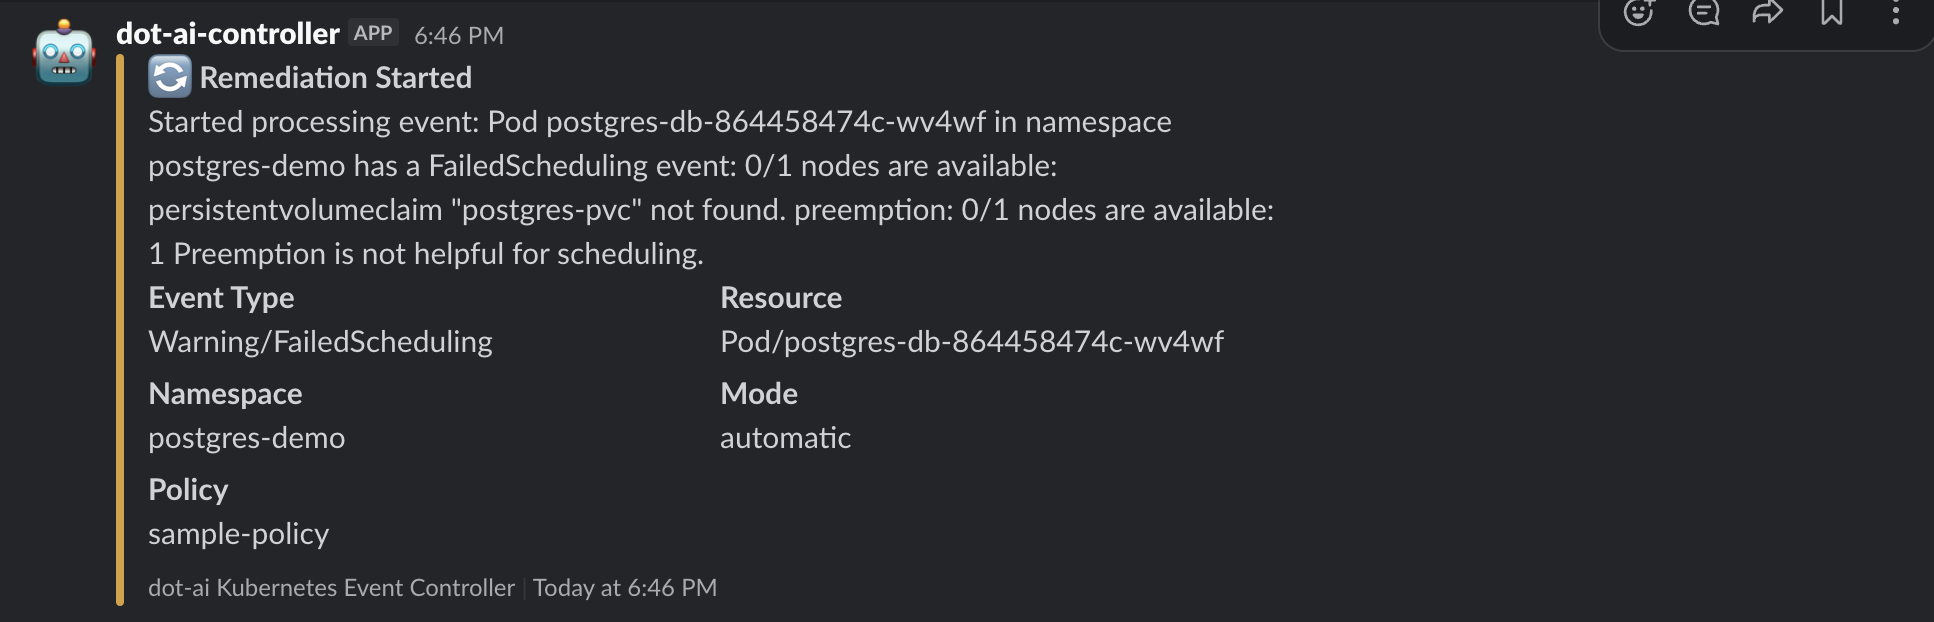 dot-ai-controller APP 6:46 PM
Remediation Started
Started processing event: Pod postgres-db-864458474c-wv4wf in namespace
postgres-demo has a FailedScheduling event: 0/1 nodes are available:
persistentvolumeclaim "postgres-pvc" not found. preemption: 0/1 nodes are available:
1 Preemption is not helpful for scheduling.
Event Type
Warning/FailedScheduling
Resource
Pod/postgres-db-864458474c-wv4wf
Namespace
postgres-demo
Mode
automatic
Policy
sample-policy
dot-ai Kubernetes Event Controller | Today at 6:46 PM